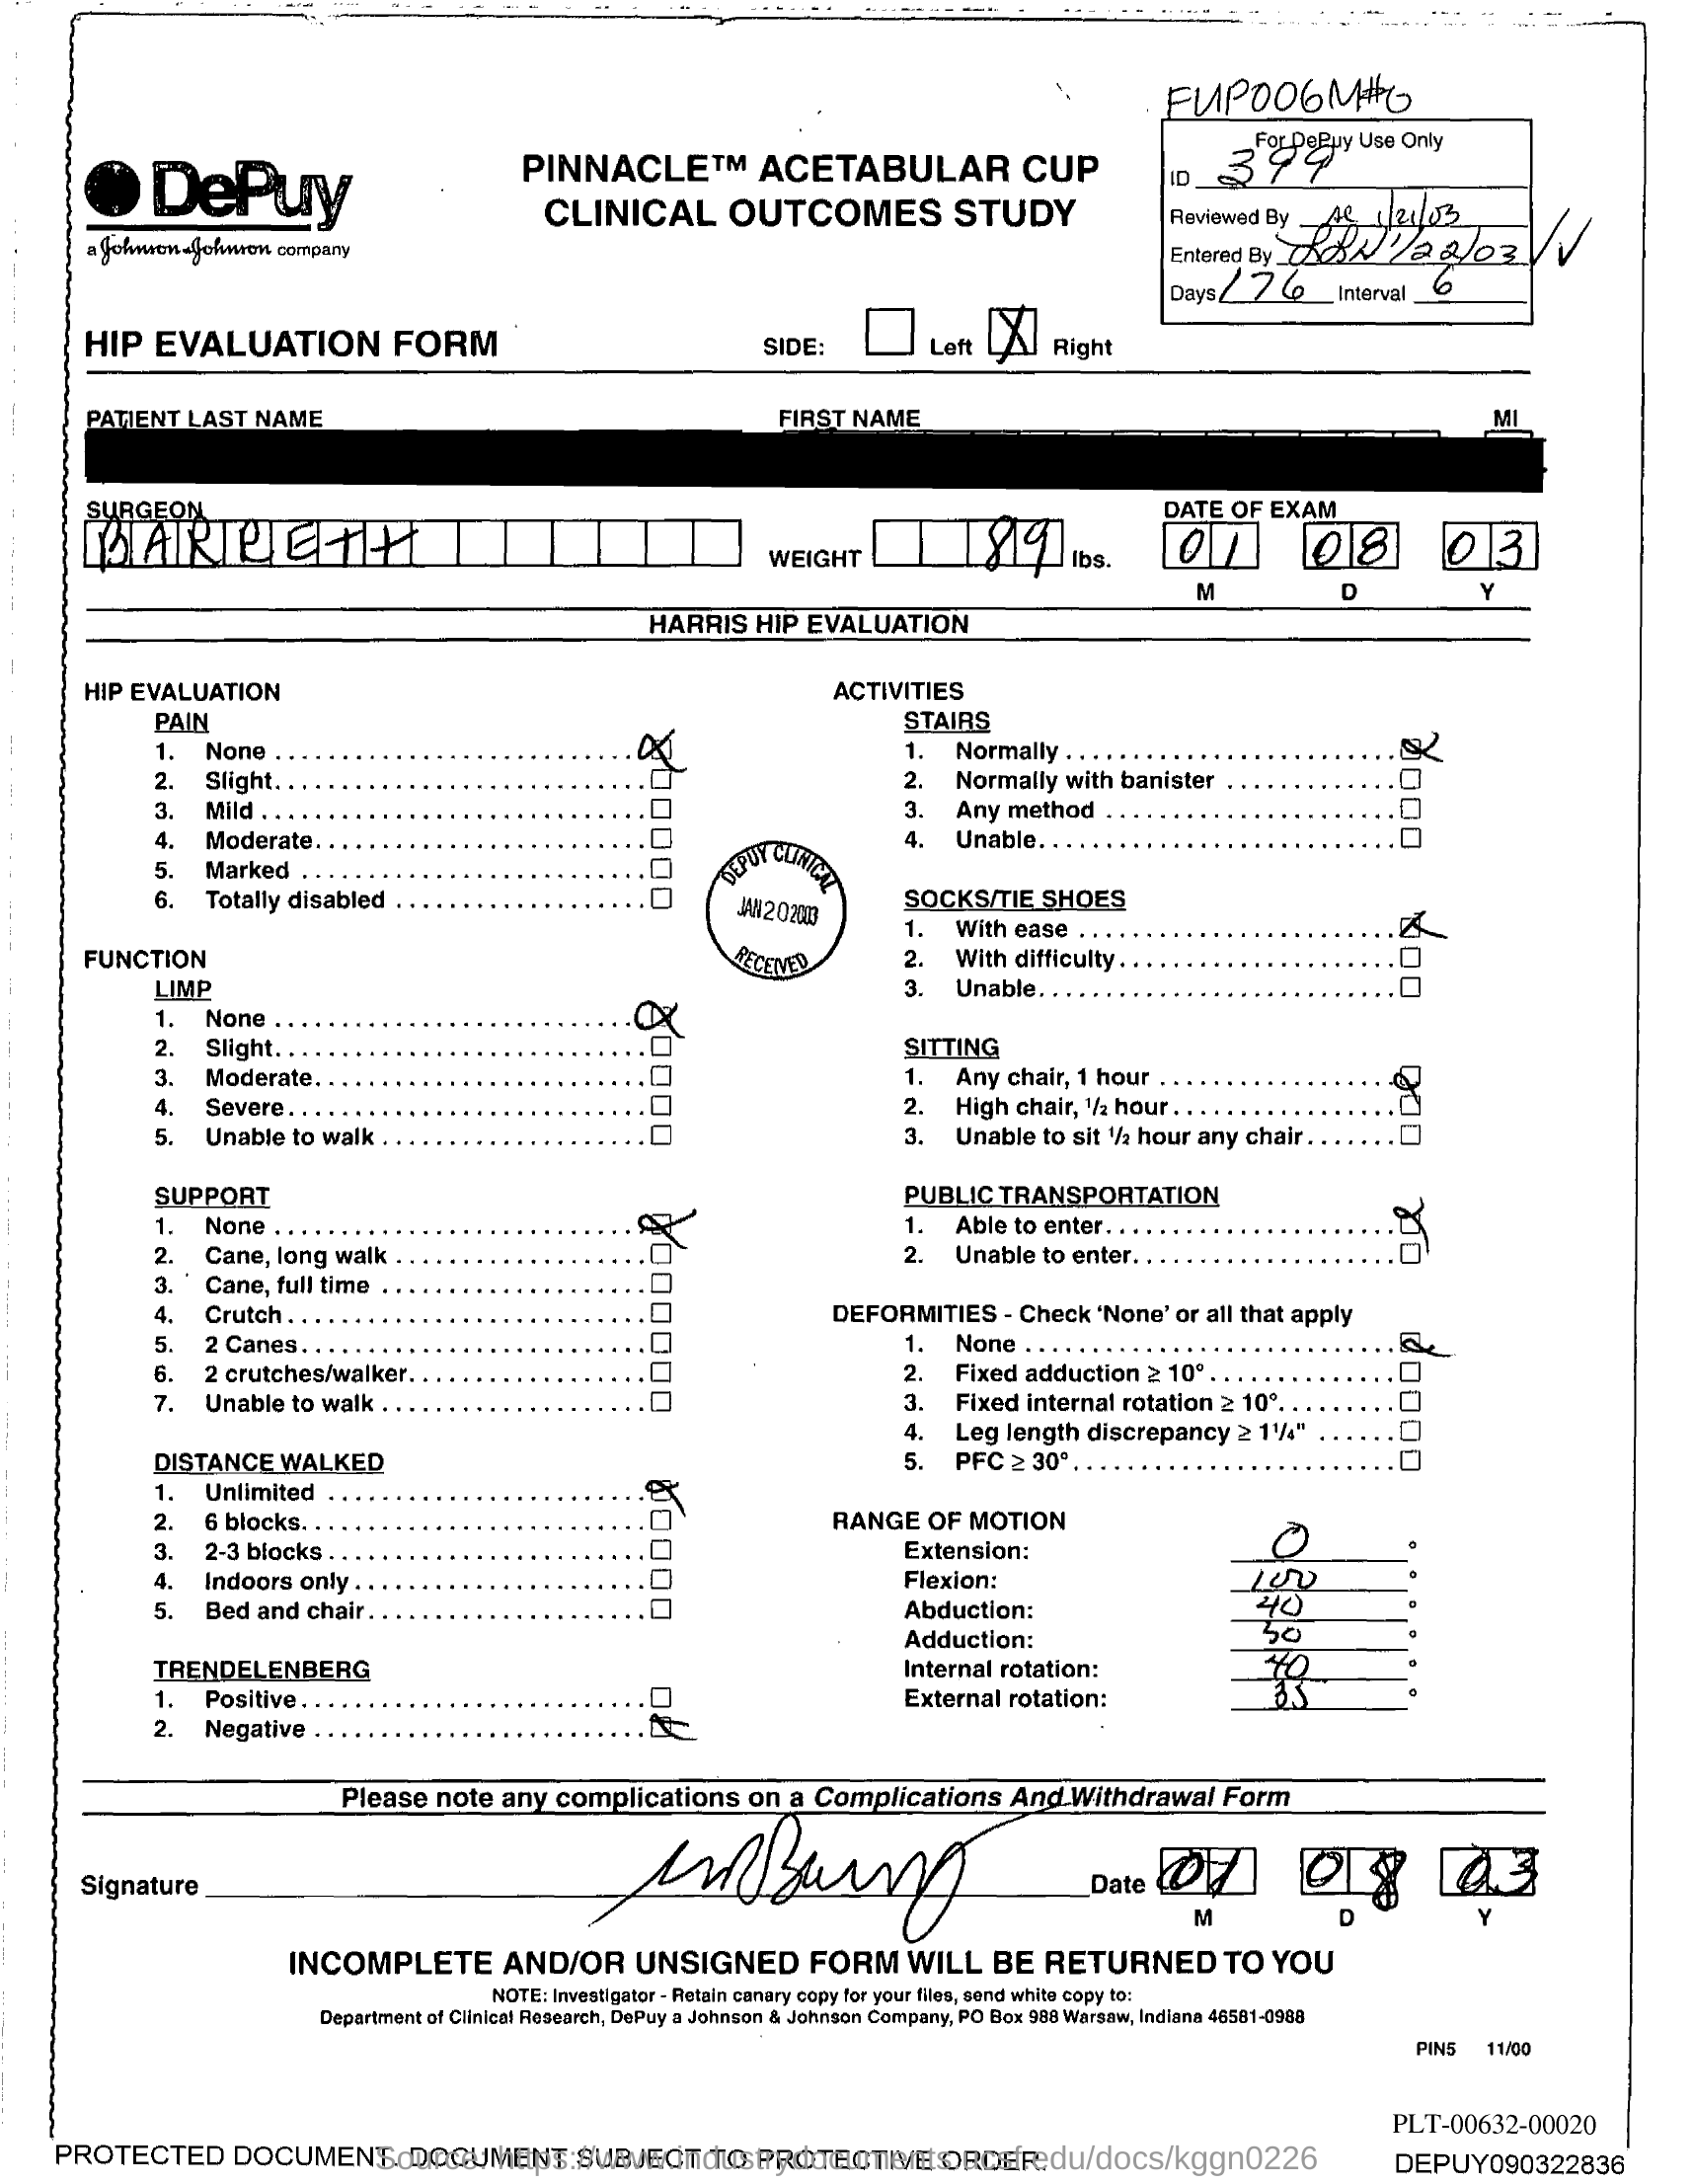 FUP006M#6
For DePuy Use Only
ID 399
Reviewed By 1/21/03
Entered By 1/22/03
Days 176 Interval 6
DePuy
a Johnson & Johnson company
PINNACLE™ ACETABULAR CUP
CLINICAL OUTCOMES STUDY
HIP EVALUATION FORM
SIDE: Left X Right
PATIENT LAST NAME FIRST NAME MI
SURGEON
BARRETT
WEIGHT 89 lbs.
DATE OF EXAM
01 08 03
M D Y
HARRIS HIP EVALUATION
HIP EVALUATION
PAIN
1. None
2. Slight
3. Mild
4. Moderate
5. Marked
6. Totally disabled
FUNCTION
LIMP
1. None
2. Slight
3. Moderate
4. Severe
5. Unable to walk
SUPPORT
1. None
2. Cane, long walk
3. Cane, full time
4. Crutch
5. 2 Canes
6. 2 crutches/walker
7. Unable to walk
DISTANCE WALKED
1. Unlimited
2. 6 blocks
3. 2-3 blocks
4. Indoors only
5. Bed and chair
TRENDELENBERG
1. Positive
2. Negative
DEPUY CLINICAL
JAN 20 2003
RECEIVED
ACTIVITIES
STAIRS
1. Normally
2. Normally with banister
3. Any method
4. Unable
SOCKS/TIE SHOES
1. With ease
2. With difficulty
3. Unable
SITTING
1. Any chair, 1 hour
2. High chair, 1/2 hour
3. Unable to sit 1/2 hour any chair
PUBLIC TRANSPORTATION
1. Able to enter
2. Unable to enter
DEFORMITIES - Check 'None' or all that apply
1. None
2. Fixed adduction ≥ 10°
3. Fixed internal rotation ≥ 10°
4. Leg length discrepancy ≥ 1 1/4"
5. PFC ≥ 30°
RANGE OF MOTION
Extension: 0 °
Flexion: 100 °
Abduction: 40 °
Adduction: 30 °
Internal rotation: 40 °
External rotation: 35 °
Please note any complications on a Complications And Withdrawal Form
Signature Date 01 08 03
M D Y
INCOMPLETE AND/OR UNSIGNED FORM WILL BE RETURNED TO YOU
NOTE: Investigator - Retain canary copy for your files, send white copy to:
Department of Clinical Research, DePuy a Johnson & Johnson Company, PO Box 988 Warsaw, Indiana 46581-0988
PIN5 11/00
PLT-00632-00020
PROTECTED DOCUMENT. DOCUMENT SUBJECT TO PROTECTIVE ORDER.
Source: https://www.industrydocuments.ucsf.edu/docs/kggn0226
DEPUY090322836